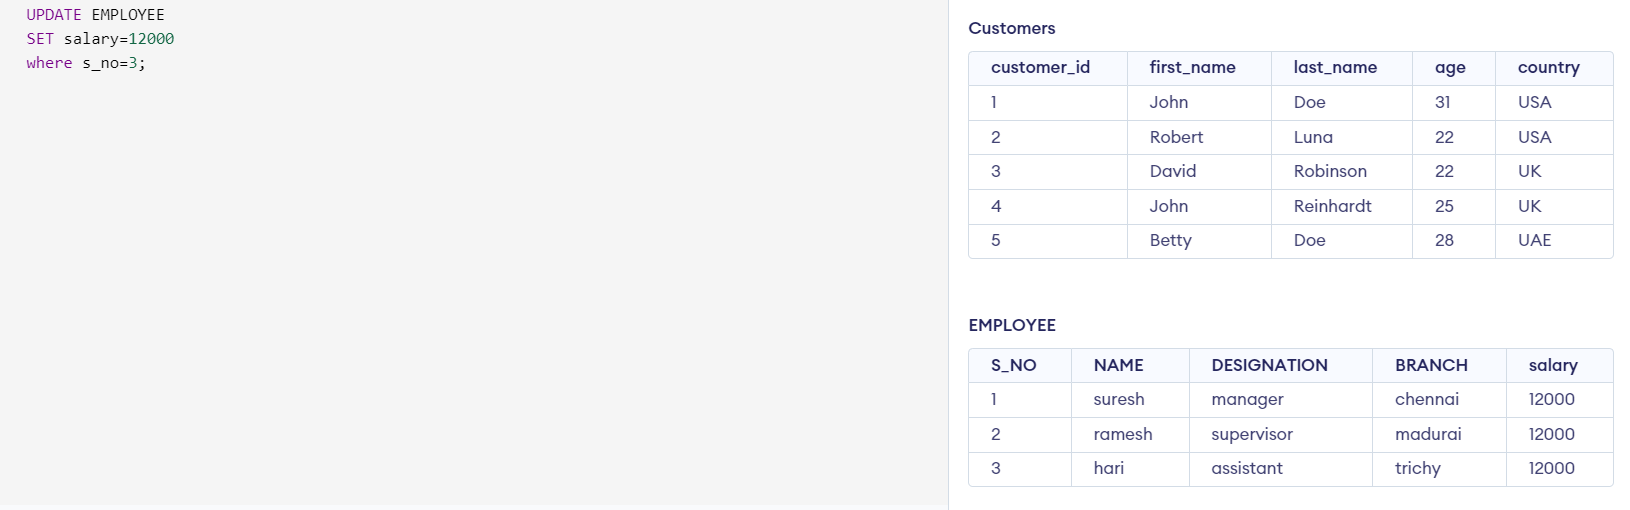 UPDATE EMPLOYEE
SET salary=12000
where s_no=3;
Customers
customer_id first_name last_name age country
1 John Doe 31 USA
2 Robert Luna 22 USA
3 David Robinson 22 UK
4 John Reinhardt 25 UK
5 Betty Doe 28 UAE
EMPLOYEE
S_NO NAME DESIGNATION BRANCH salary
1 suresh manager chennai 12000
2 ramesh supervisor madurai 12000
3 hari assistant trichy 12000